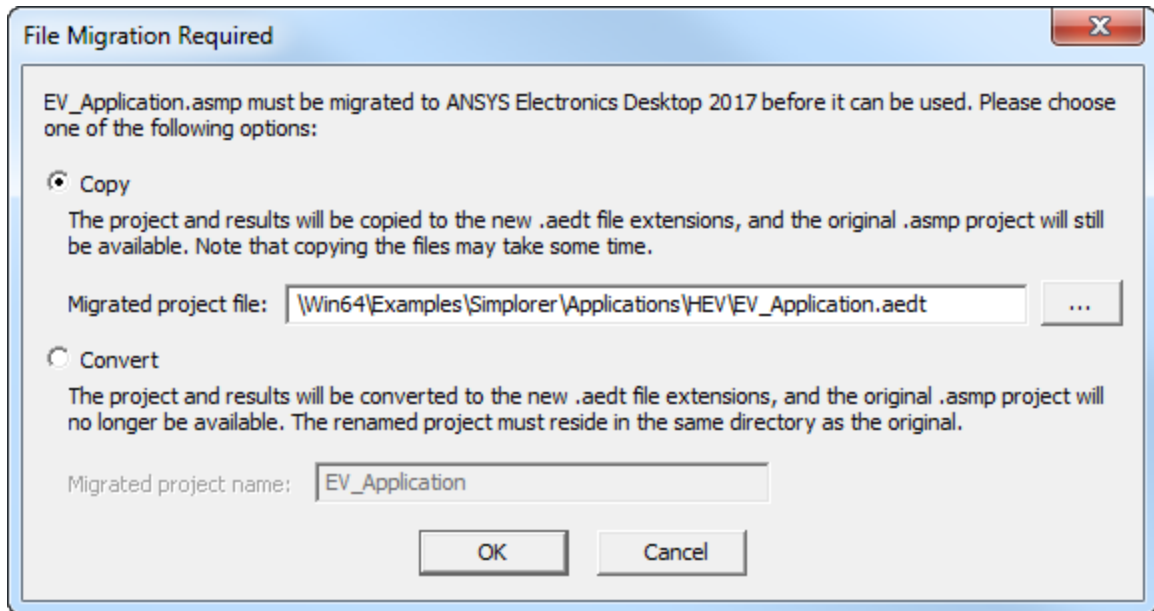 File Migration Required
EV_Application.asmp must be migrated to ANSYS Electronics Desktop 2017 before it can be used. Please choose
one of the following options:
Copy
The project and results will be copied to the new .aedt file extensions, and the original .asmp project will still
be available. Note that copying the files may take some time.
Migrated project file: \Win64\Examples\Simplorer\Applications\HEV\EV_Application.aedt ...
Convert
The project and results will be converted to the new .aedt file extensions, and the original .asmp project will
no longer be available. The renamed project must reside in the same directory as the original.
Migrated project name: EV_Application
OK Cancel